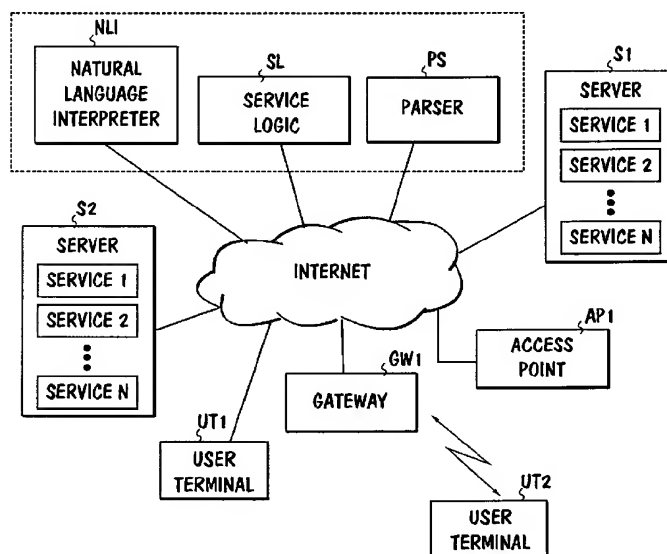 NLI
NATURAL
LANGUAGE
INTERPRETER
SL
SERVICE
LOGIC
PS
PARSER
S1
SERVER
SERVICE 1
SERVICE 2
SERVICE N
S2
SERVER
SERVICE 1
SERVICE 2
SERVICE N
INTERNET
AP1
ACCESS
POINT
GW1
GATEWAY
UT1
USER
TERMINAL
UT2
USER
TERMINAL